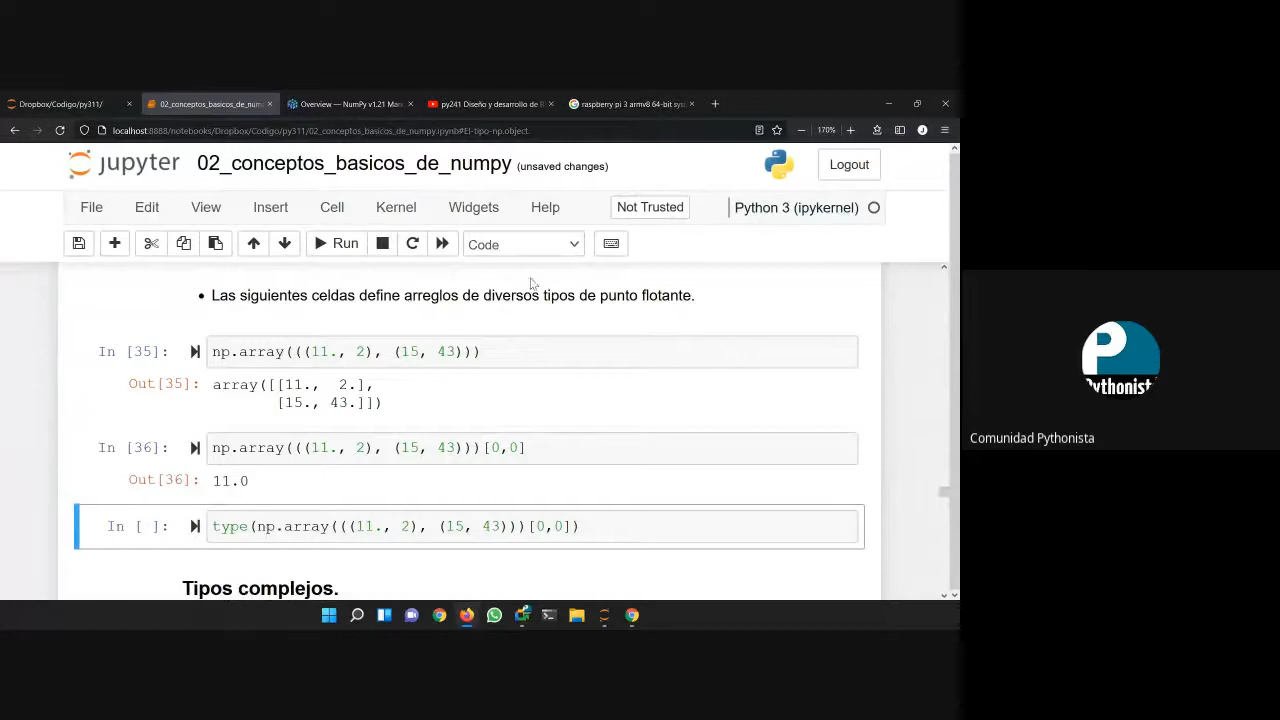 Dropbox/Codigo/py311/
02_conceptos_basicos_de_num
Overview — NumPy v1.21 Man
py241 Diseño y desarrollo de B
raspberry pi 3 armv8 64-bit sys
localhost:8888/notebooks/Dropbox/Codigo/py311/02_conceptos_basicos_de_numpy.ipynb#El-tipo-np.object.
170%
jupyter 02_conceptos_basicos_de_numpy (unsaved changes)
Logout
File Edit View Insert Cell Kernel Widgets Help Not Trusted Python 3 (ipykernel)
Run Code
• Las siguientes celdas define arreglos de diversos tipos de punto flotante.
In [35]: np.array(((11., 2), (15, 43)))
Out[35]: array([[11., 2.],
[15., 43.]])
In [36]: np.array(((11., 2), (15, 43)))[0,0]
Out[36]: 11.0
In [ ]: type(np.array(((11., 2), (15, 43)))[0,0])
Tipos complejos.
P
Pythonist
Comunidad Pythonista